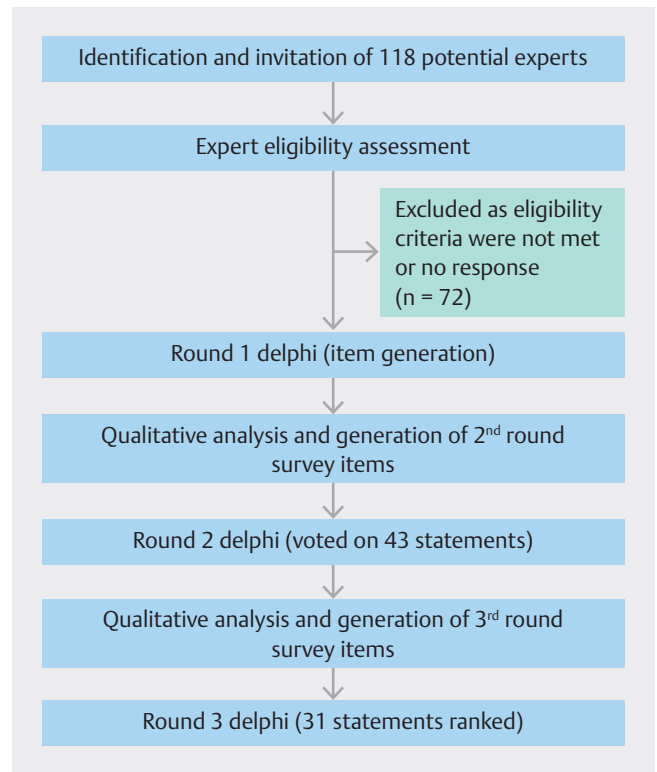 Identification and invitation of 118 potential experts
Expert eligibility assessment
Excluded as eligibility
criteria were not met
or no response
(n = 72)
Round 1 delphi (item generation)
Qualitative analysis and generation of 2nd round
survey items
Round 2 delphi (voted on 43 statements)
Qualitative analysis and generation of 3rd round
survey items
Round 3 delphi (31 statements ranked)